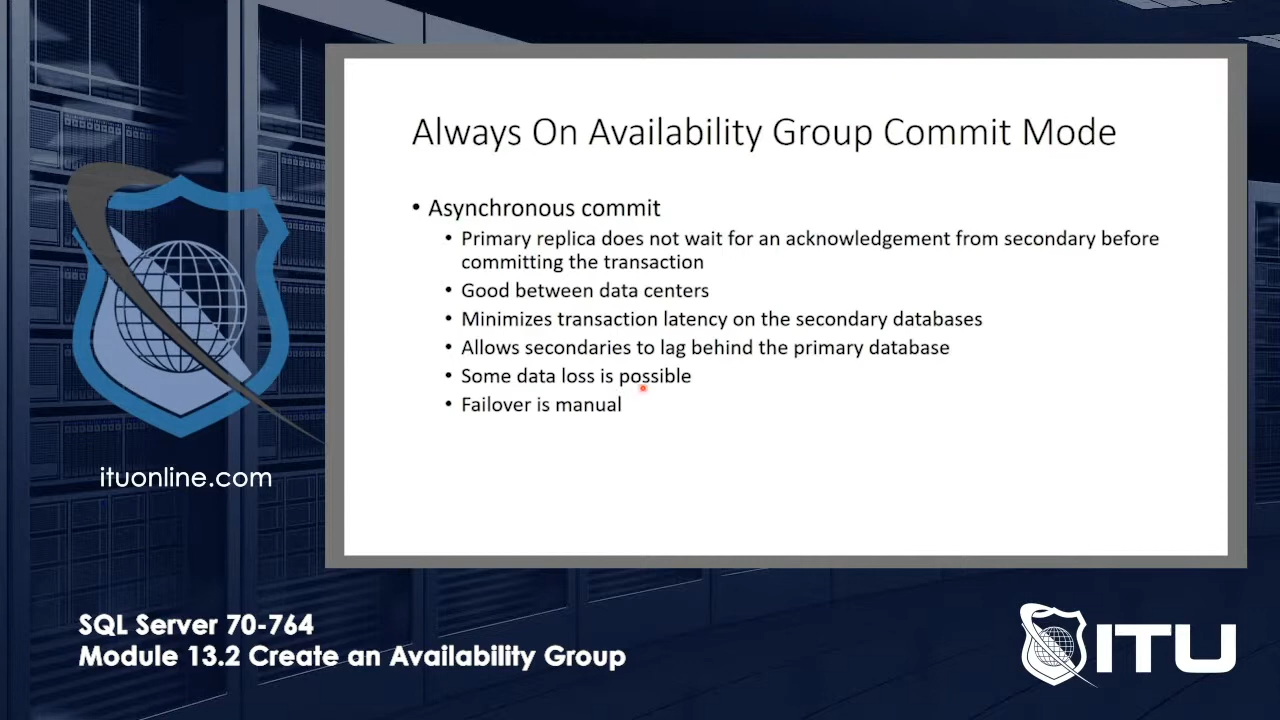 Always On Availability Group Commit Mode
• Asynchronous commit
• Primary replica does not wait for an acknowledgement from secondary before
committing the transaction
• Good between data centers
• Minimizes transaction latency on the secondary databases
• Allows secondaries to lag behind the primary database
• Some data loss is possible
• Failover is manual
ituonline.com
SQL Server 70-764
Module 13.2 Create an Availability Group
ITU